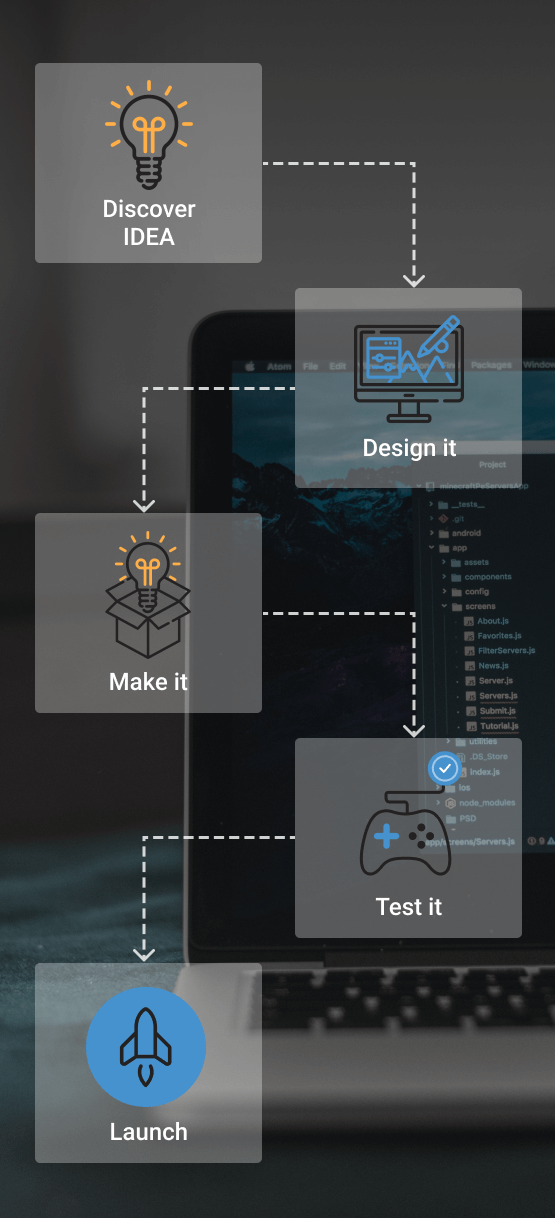 Discover
IDEA
Atom File Edit
Packages Window
Design it
Project
minecraftPeServersApp
__tests__
.git
android
app
assets
components
config
screens
About.js
Favorites.js
FilterServers.js
News.js
Server.js
Servers.js
Submit.js
Tutorial.js
Make it
utilities
.DS_Store
index.js
ios
node_modules
PSD
app/screens/Servers.js
9
Test it
Launch